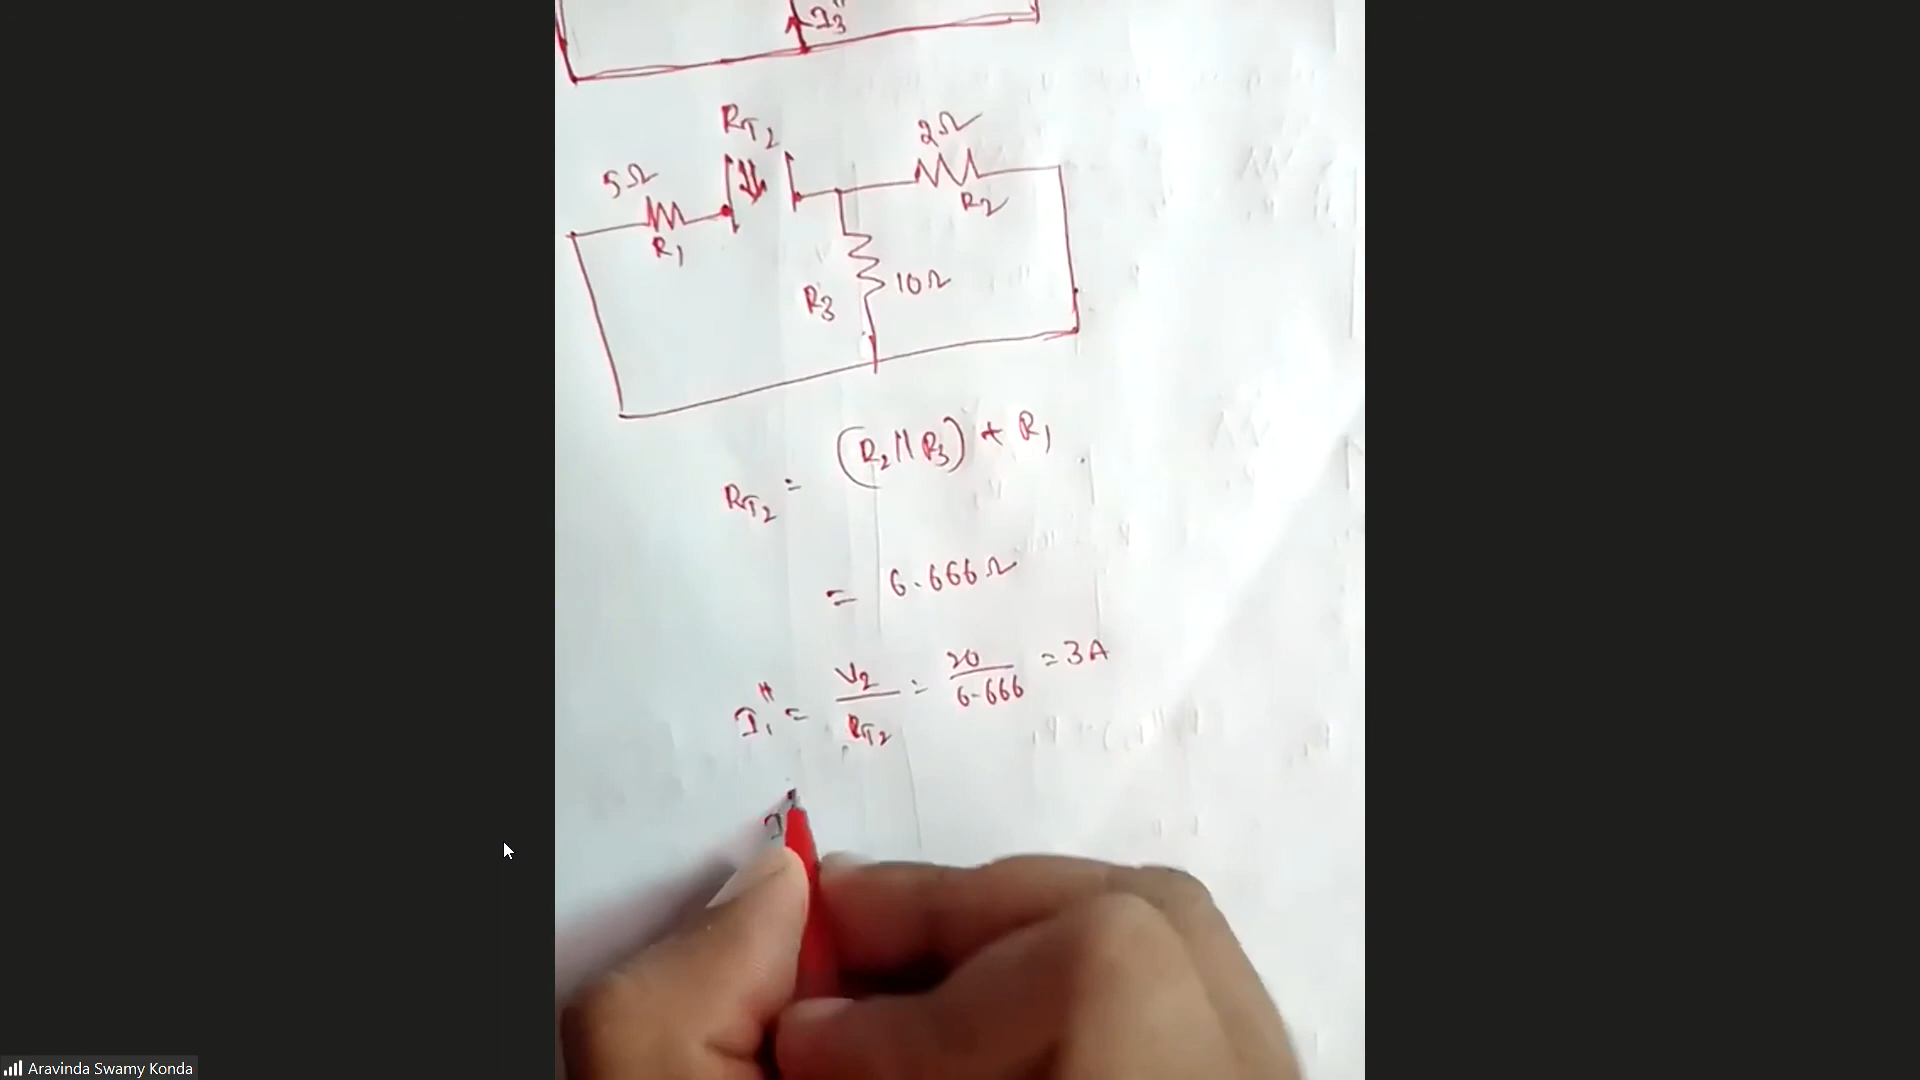 I3"
RT2
2Ω
5Ω
R2
R1
10Ω
R3
RT2 = (R2 || R3) + R1
= 6.666Ω
I1" = V2/RT2 = 20/6.666 = 3A
I
Aravinda Swamy Konda